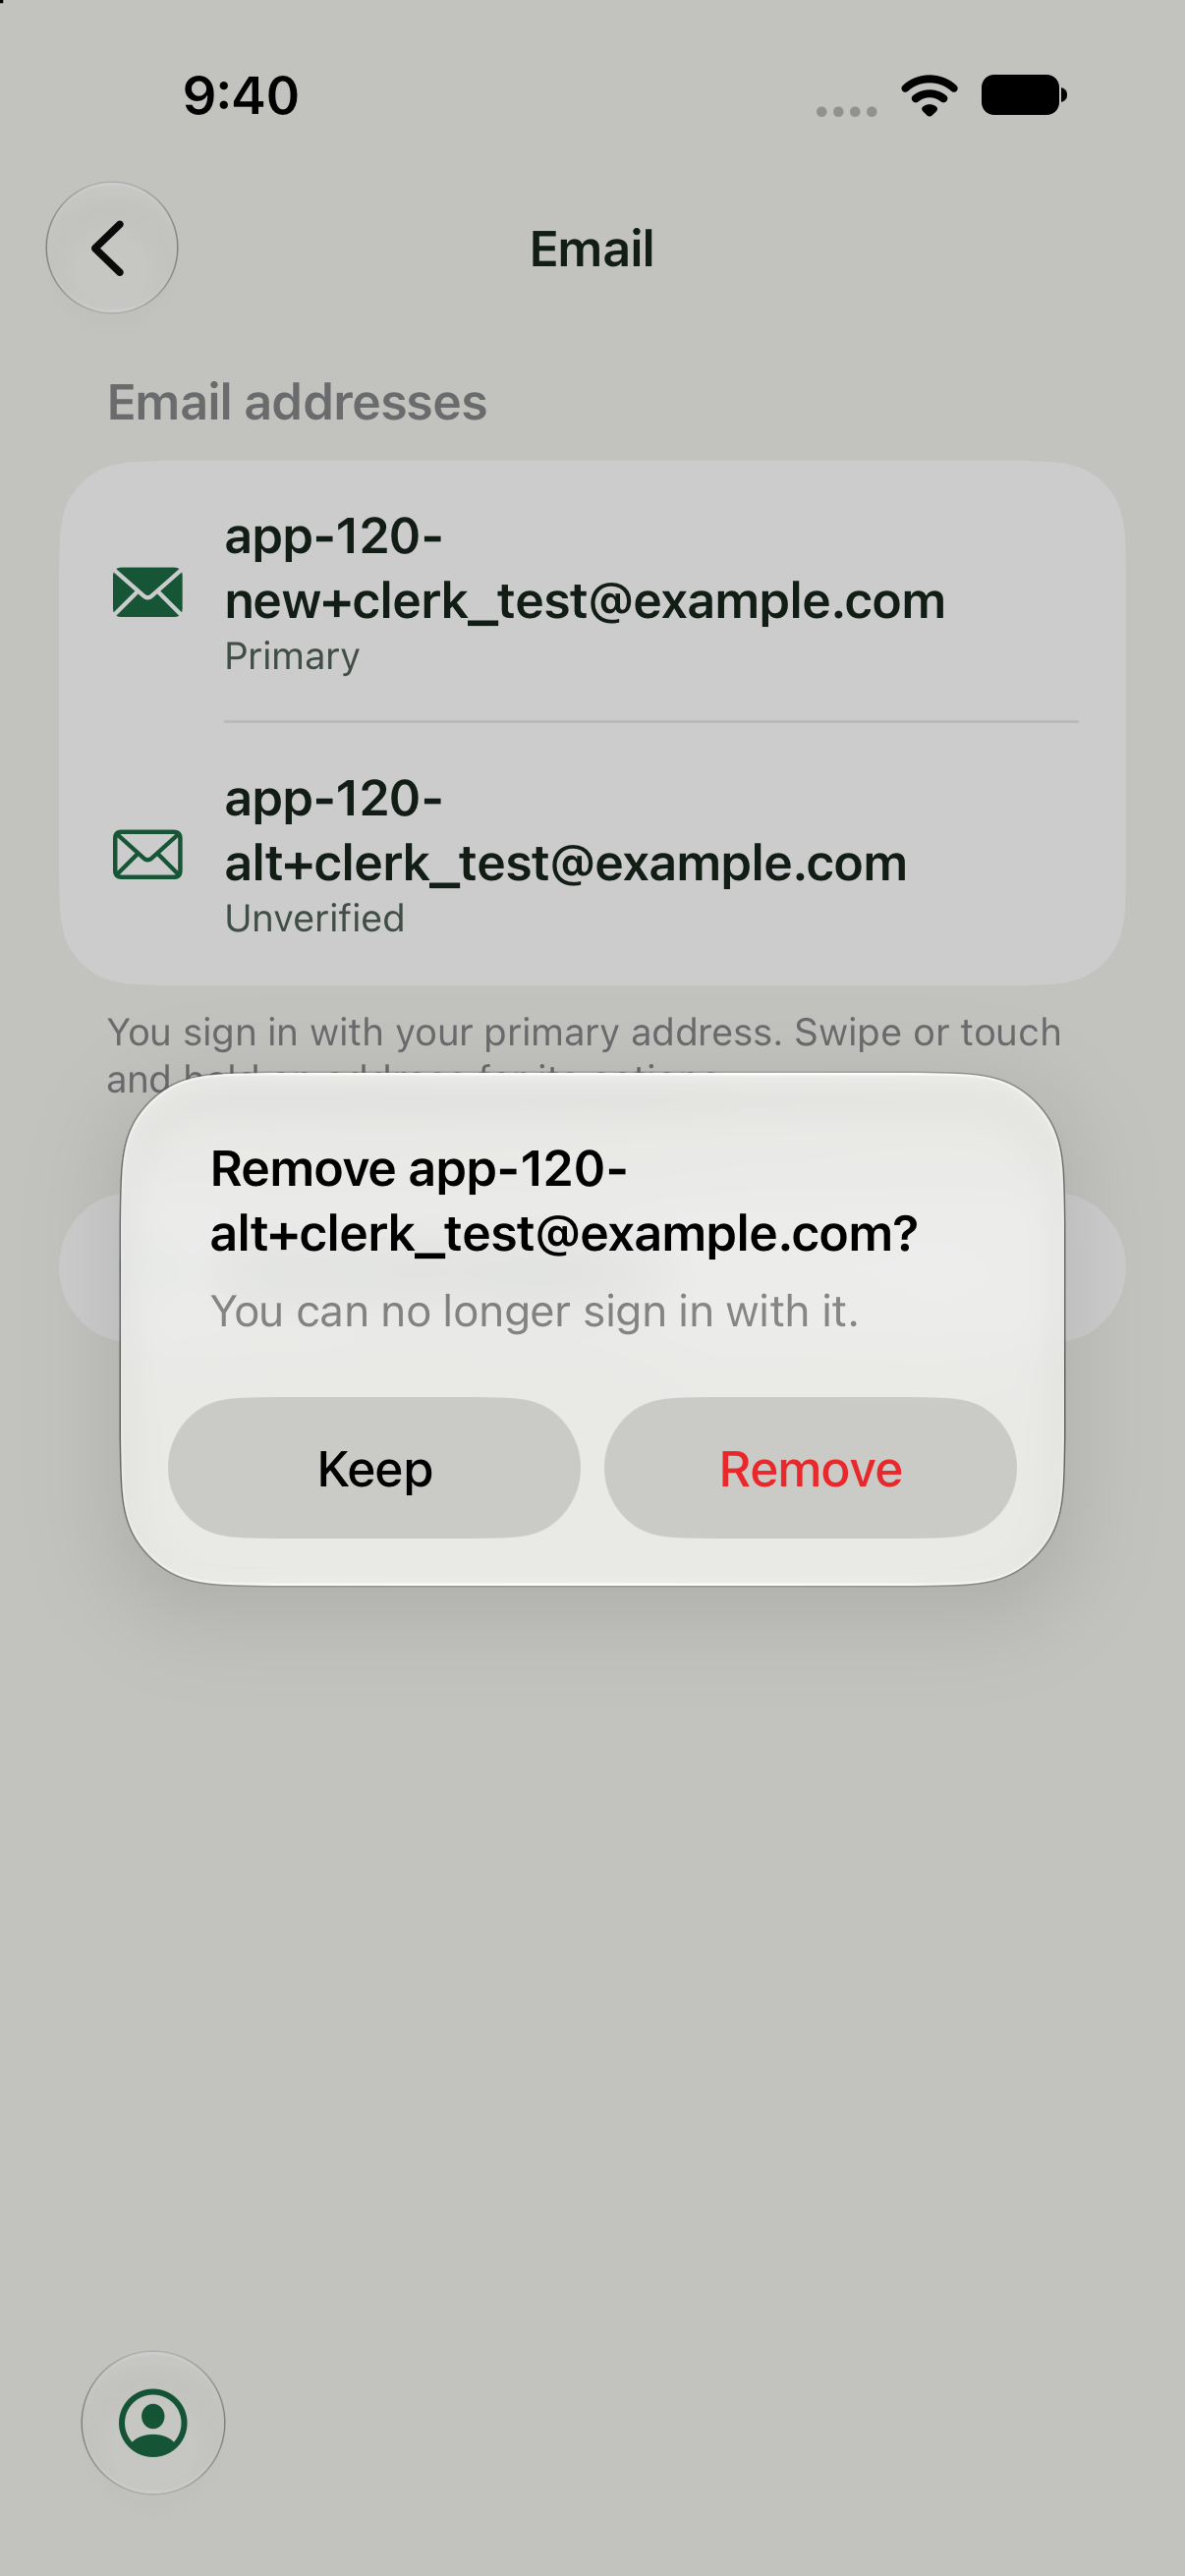 9:40
Email
Email addresses
app-120-
new+clerk_test@example.com
Primary
app-120-
alt+clerk_test@example.com
Unverified
You sign in with your primary address. Swipe or touch
and
Remove app-120-
alt+clerk_test@example.com?
You can no longer sign in with it.
Keep
Remove